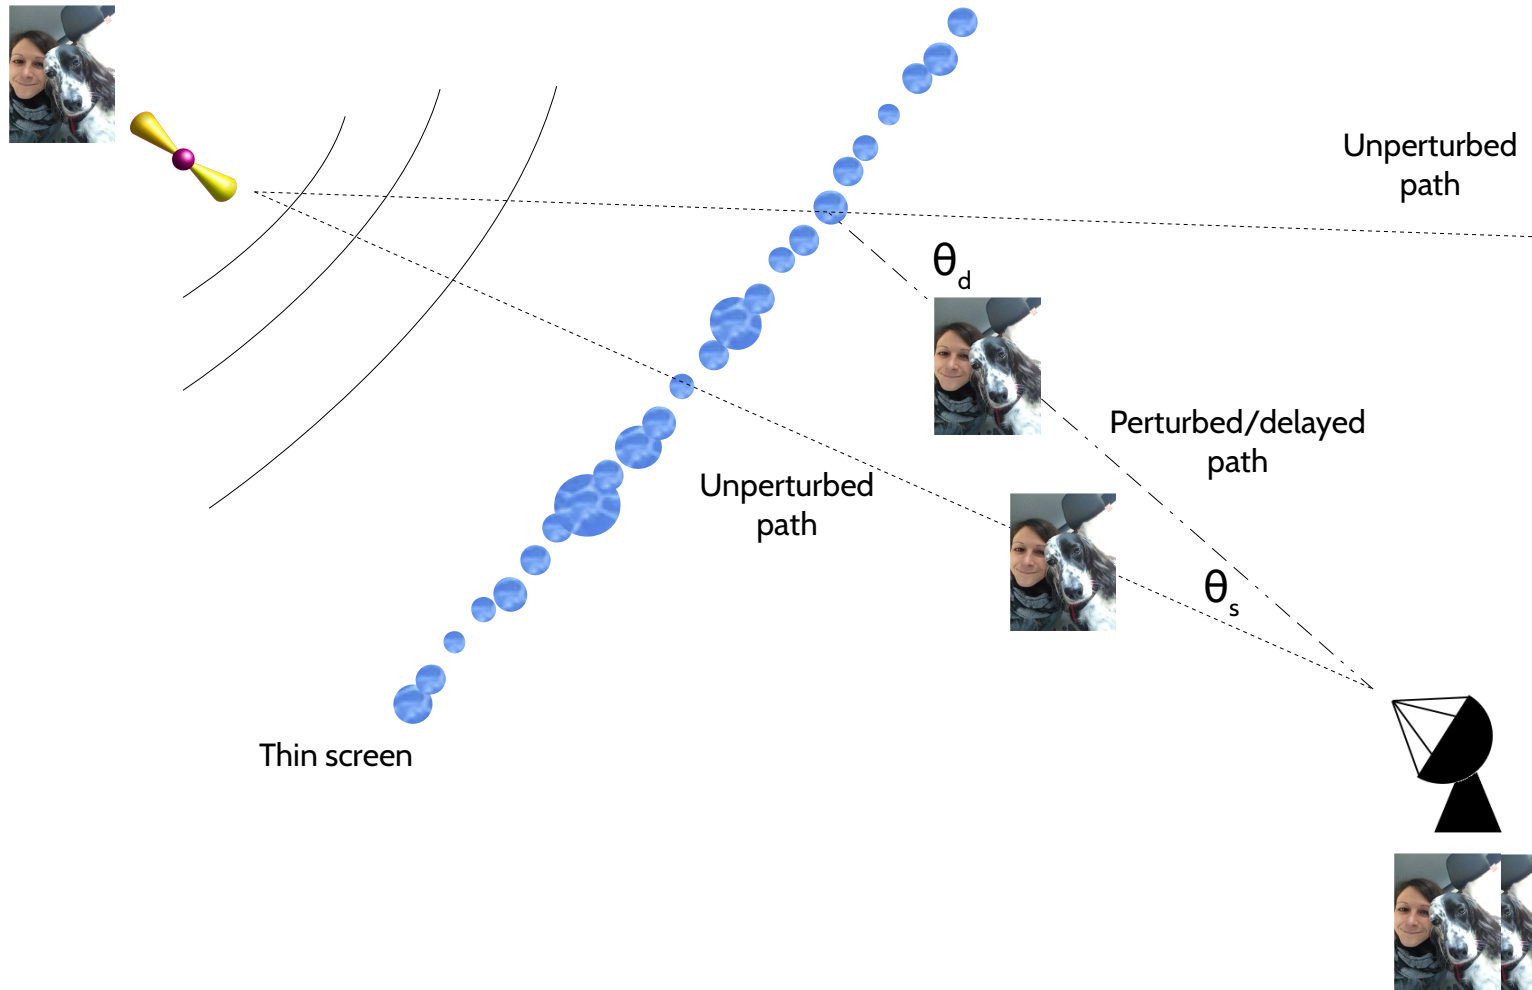 Unperturbed
path
θd
Perturbed/delayed
path
Unperturbed
path
θs
Thin screen